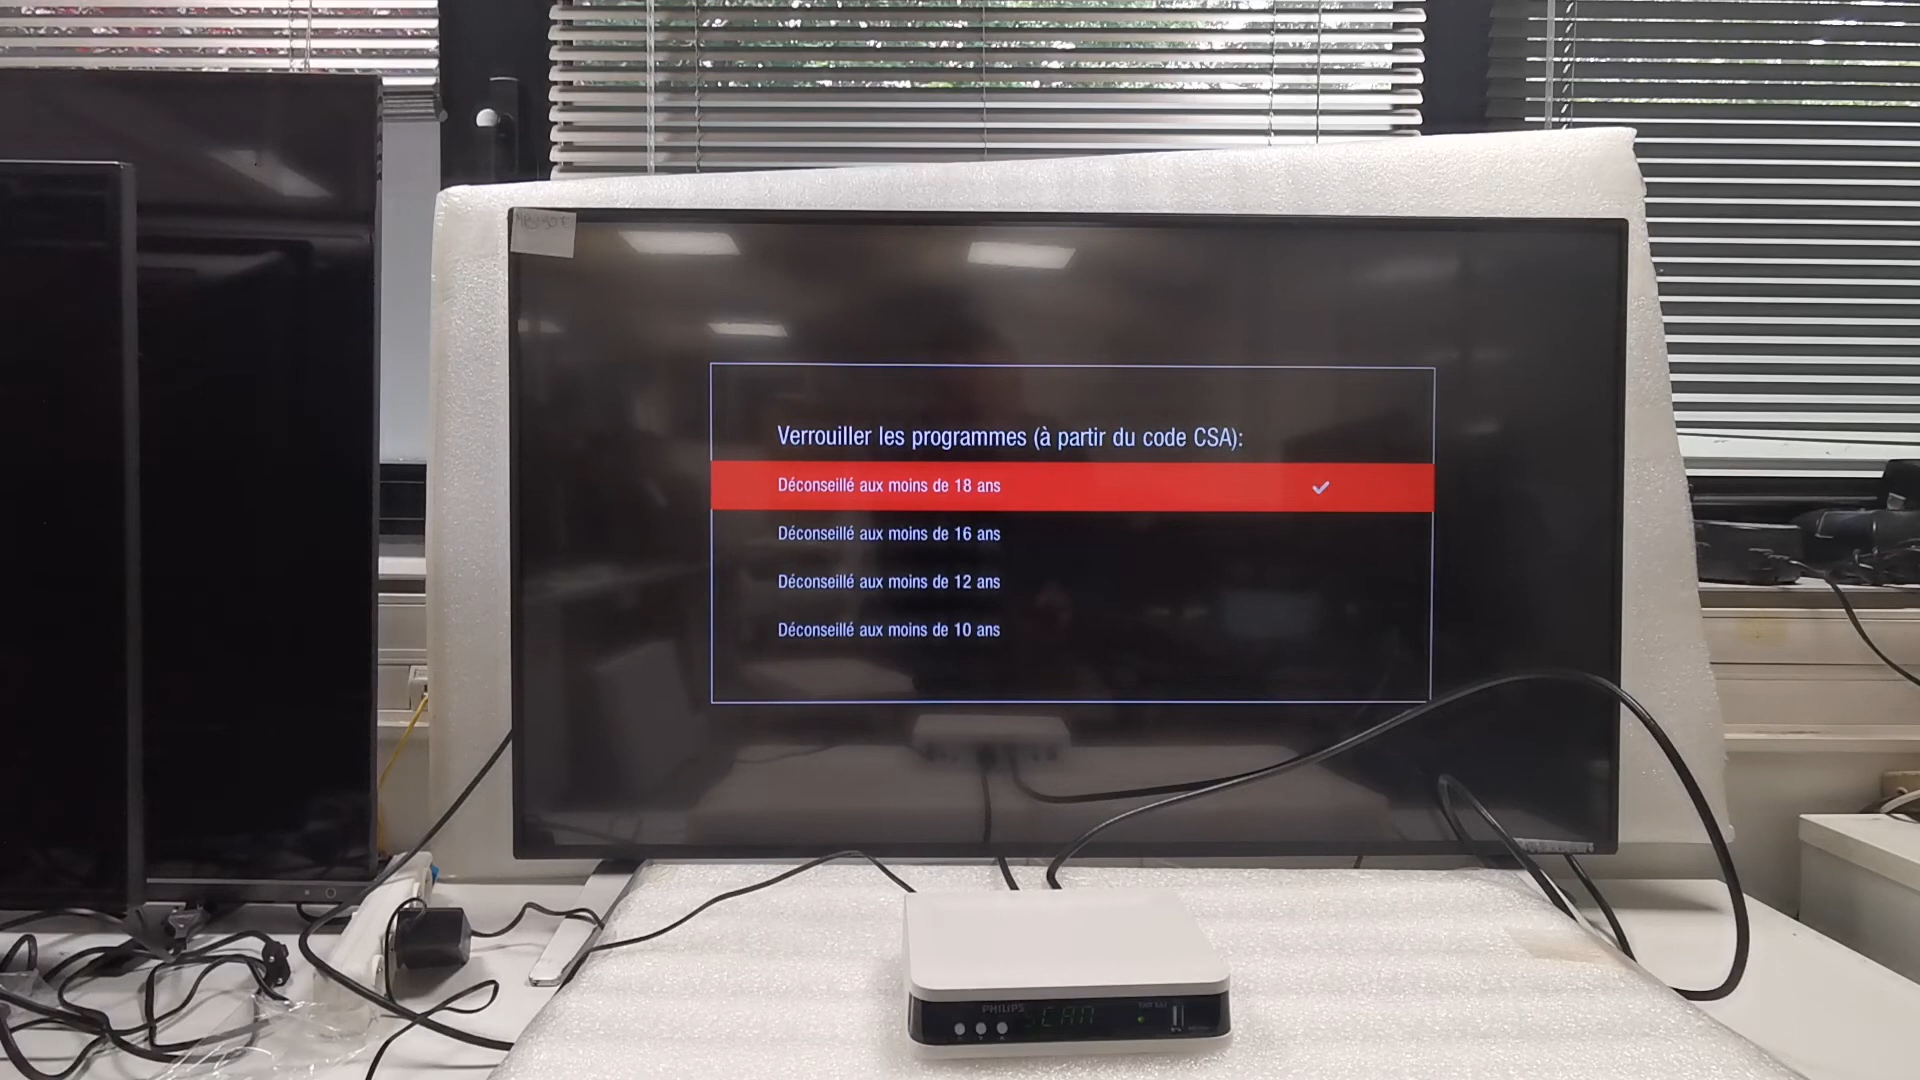 Verrouiller les programmes (à partir du code CSA):
Déconseillé aux moins de 18 ans
Déconseillé aux moins de 16 ans
Déconseillé aux moins de 12 ans
Déconseillé aux moins de 10 ans
PHILIPS
SCAN